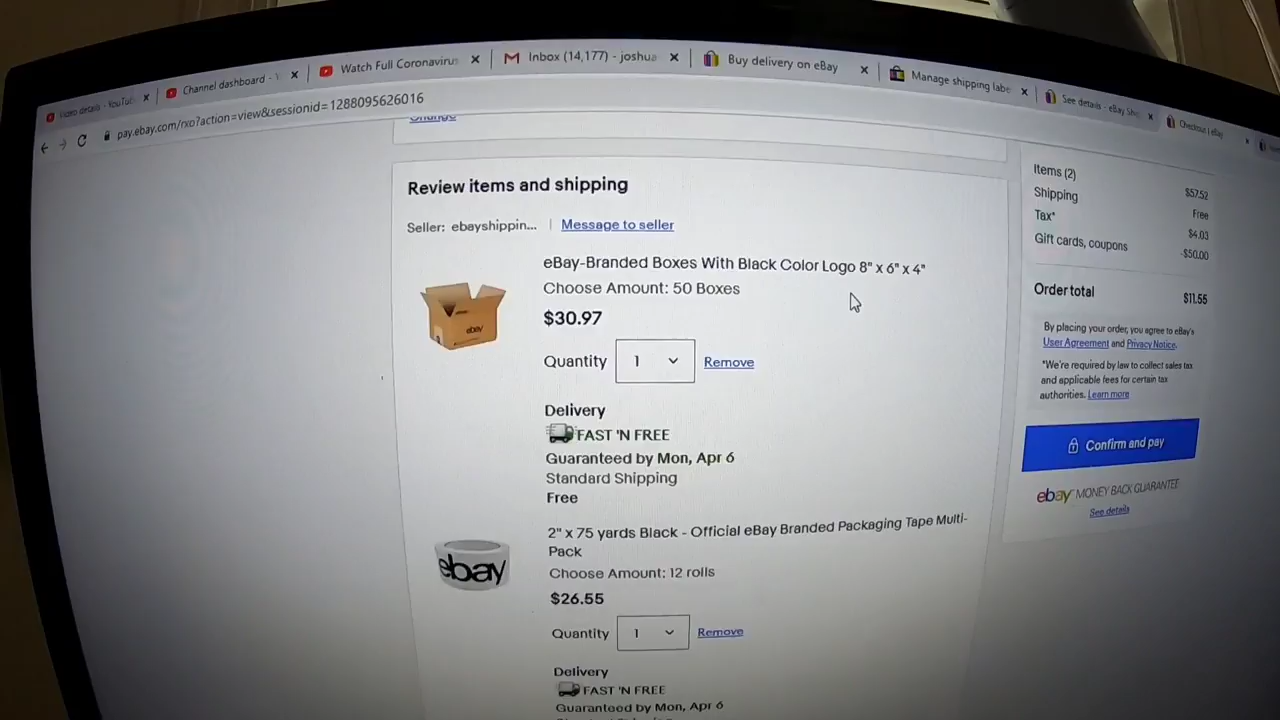 Video details - YouTub
Channel dashboard - Y
Watch Full Coronavirus
Inbox (14,177) - joshua
Buy delivery on eBay
Manage shipping labe
See details - eBay Sho
Checkout | eBay
pay.ebay.com/rxo?action=view&sessionid=1288095626016
Change
Review items and shipping
Seller: ebayshippin... | Message to seller
eBay-Branded Boxes With Black Color Logo 8" x 6" x 4"
Choose Amount: 50 Boxes
$30.97
Quantity 1 Remove
Delivery
FAST 'N FREE
Guaranteed by Mon, Apr 6
Standard Shipping
Free
ebay
2" x 75 yards Black - Official eBay Branded Packaging Tape Multi-
Pack
Choose Amount: 12 rolls
$26.55
Quantity 1 Remove
Delivery
FAST 'N FREE
Guaranteed by Mon, Apr 6
ebay
Items (2) $57.52
Shipping Free
Tax* $4.03
Gift cards, coupons -$50.00
Order total $11.55
By placing your order, you agree to eBay's
User Agreement and Privacy Notice.
*We're required by law to collect sales tax
and applicable fees for certain tax
authorities. Learn more
Confirm and pay
ebay MONEY BACK GUARANTEE
See details